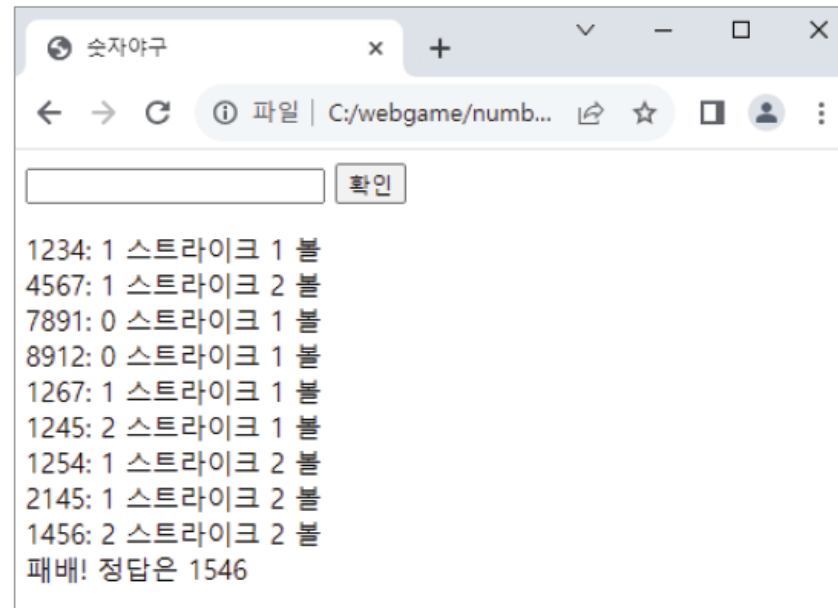 숫자야구
파일 | C:/webgame/numb...
확인
1234: 1 스트라이크 1 볼
4567: 1 스트라이크 2 볼
7891: 0 스트라이크 1 볼
8912: 0 스트라이크 1 볼
1267: 1 스트라이크 1 볼
1245: 2 스트라이크 1 볼
1254: 1 스트라이크 2 볼
2145: 1 스트라이크 2 볼
1456: 2 스트라이크 2 볼
패배! 정답은 1546